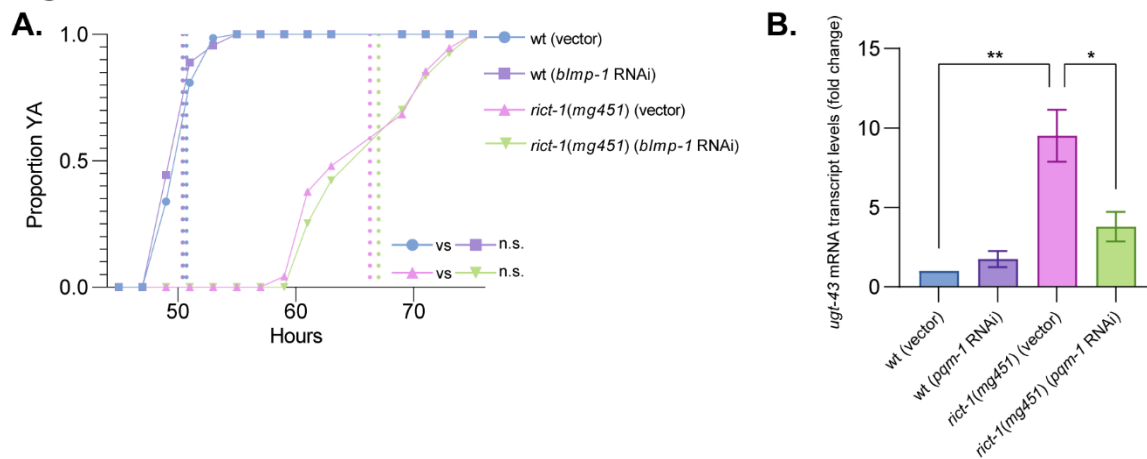 A.
1.0
0.5
0.0
Proportion YA
50
60
70
Hours
wt (vector)
wt (blmp-1 RNAi)
rict-1(mg451) (vector)
rict-1(mg451) (blmp-1 RNAi)
vs n.s.
vs n.s.
B.
ugt-43 mRNA transcript levels (fold change)
15
10
5
0
**
*
wt (vector)
wt (pqm-1 RNAi)
rict-1(mg451) (vector)
rict-1(mg451) (pqm-1 RNAi)